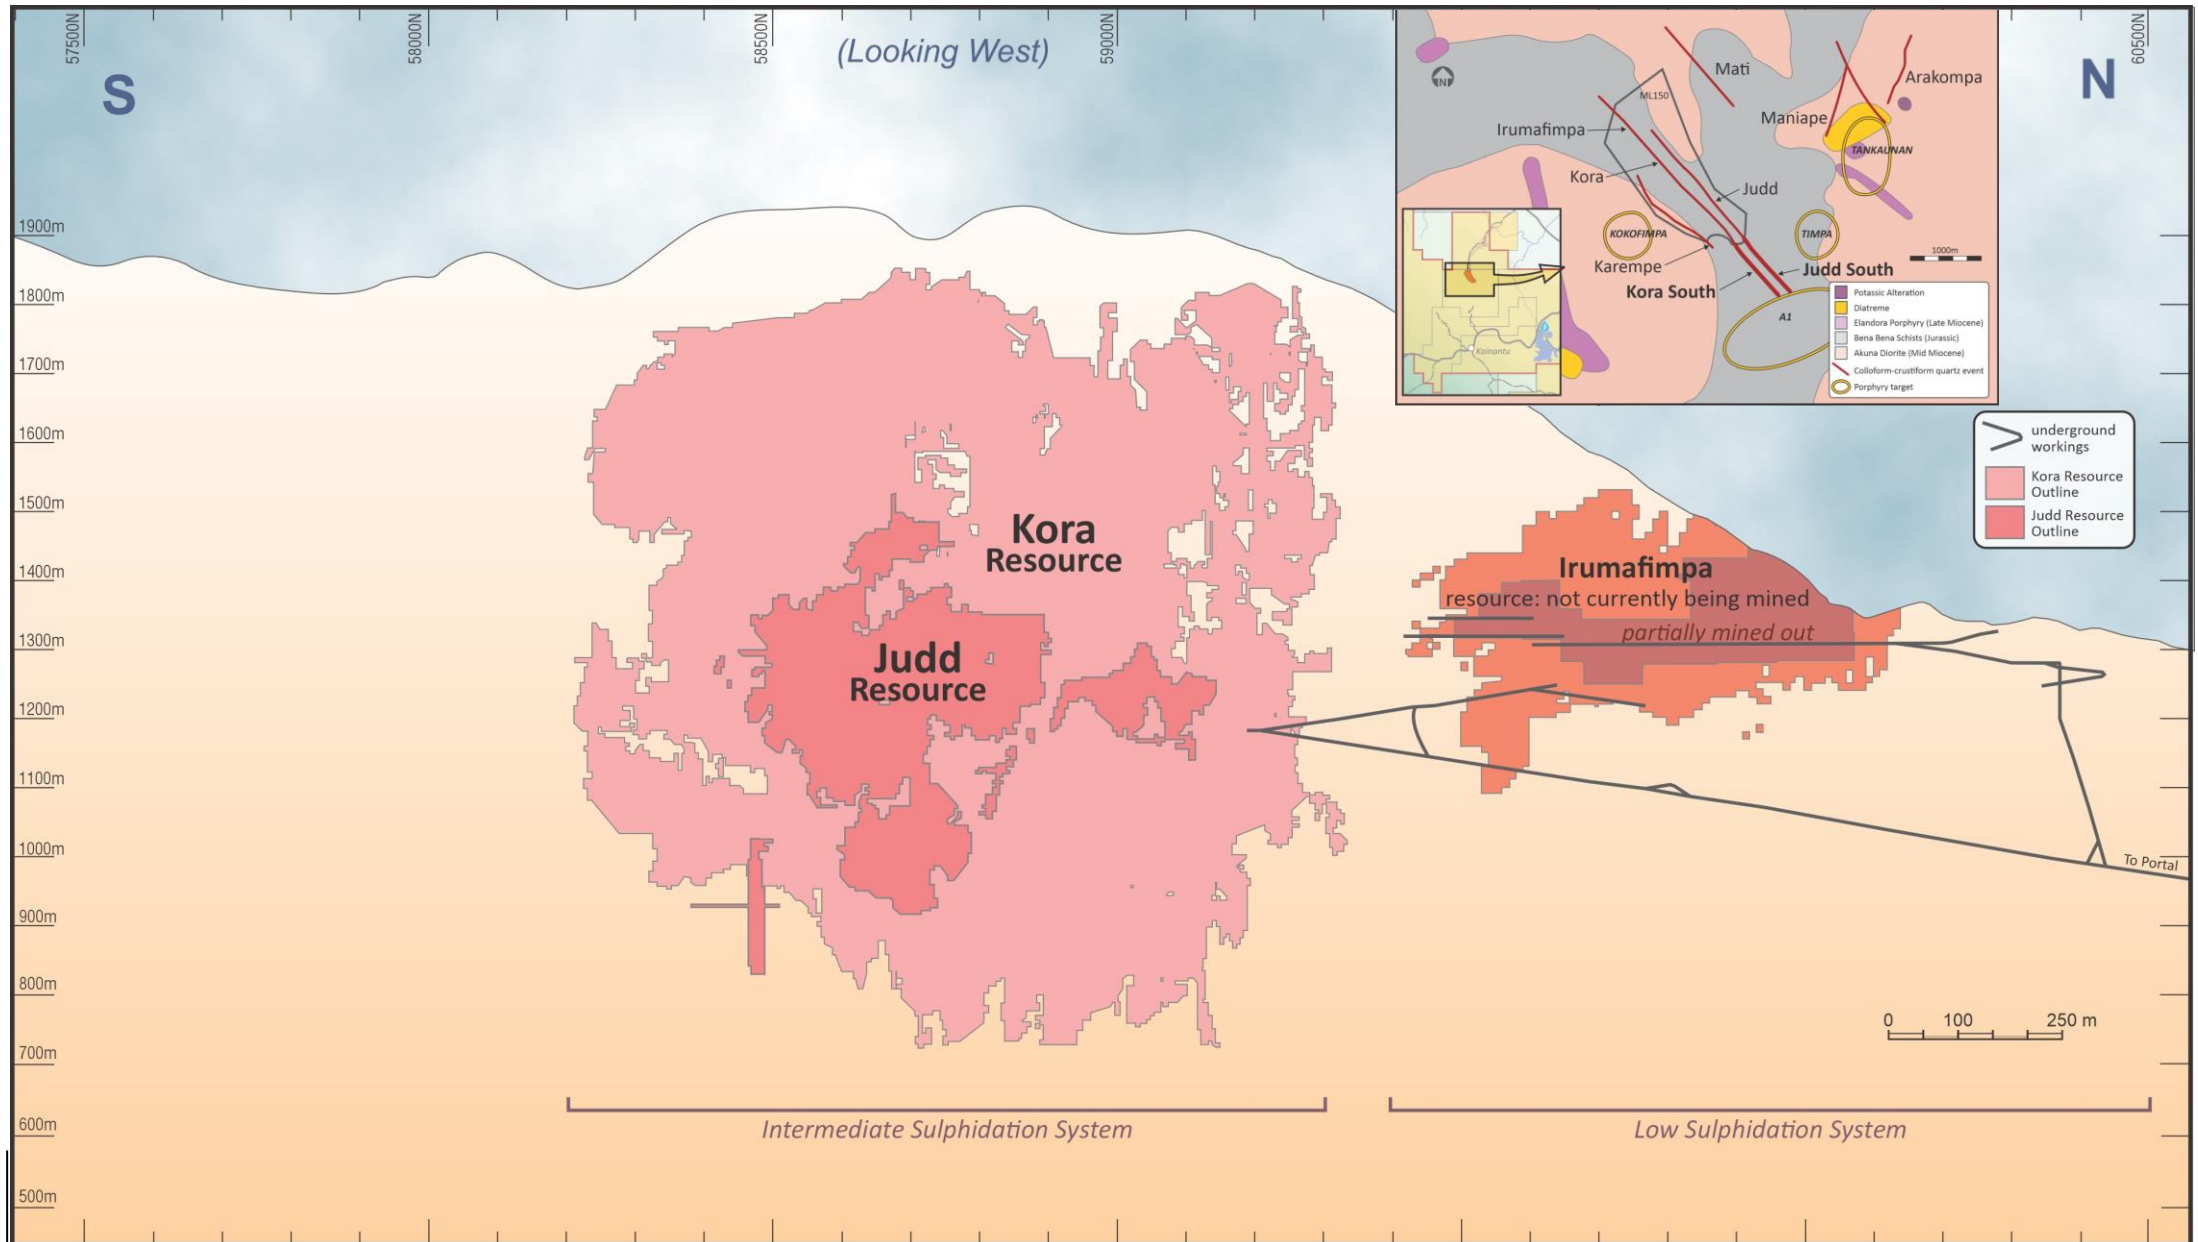 57500N
58000N
58500N
59000N
60500N
S
(Looking West)
N
1900m
1800m
1700m
1600m
1500m
1400m
1300m
1200m
1100m
1000m
900m
800m
700m
600m
500m
Mati
Arakompa
ML150
Maniape
Irumafimpa
TANKAUNAN
Kora
Judd
KOKOFIMPA
TIMPA
1000m
Karempe
Judd South
Kora South
A1
N
Kainantu
Potassic Alteration
Diatreme
Elandora Porphyry (Late Miocene)
Bena Bena Schists (Jurassic)
Akuna Diorite (Mid Miocene)
Colloform-crustiform quartz event
Porphyry target
underground
workings
Kora Resource
Outline
Judd Resource
Outline
Kora
Resource
Judd
Resource
Irumafimpa
resource: not currently being mined
partially mined out
To Portal
0 100 250 m
Intermediate Sulphidation System
Low Sulphidation System